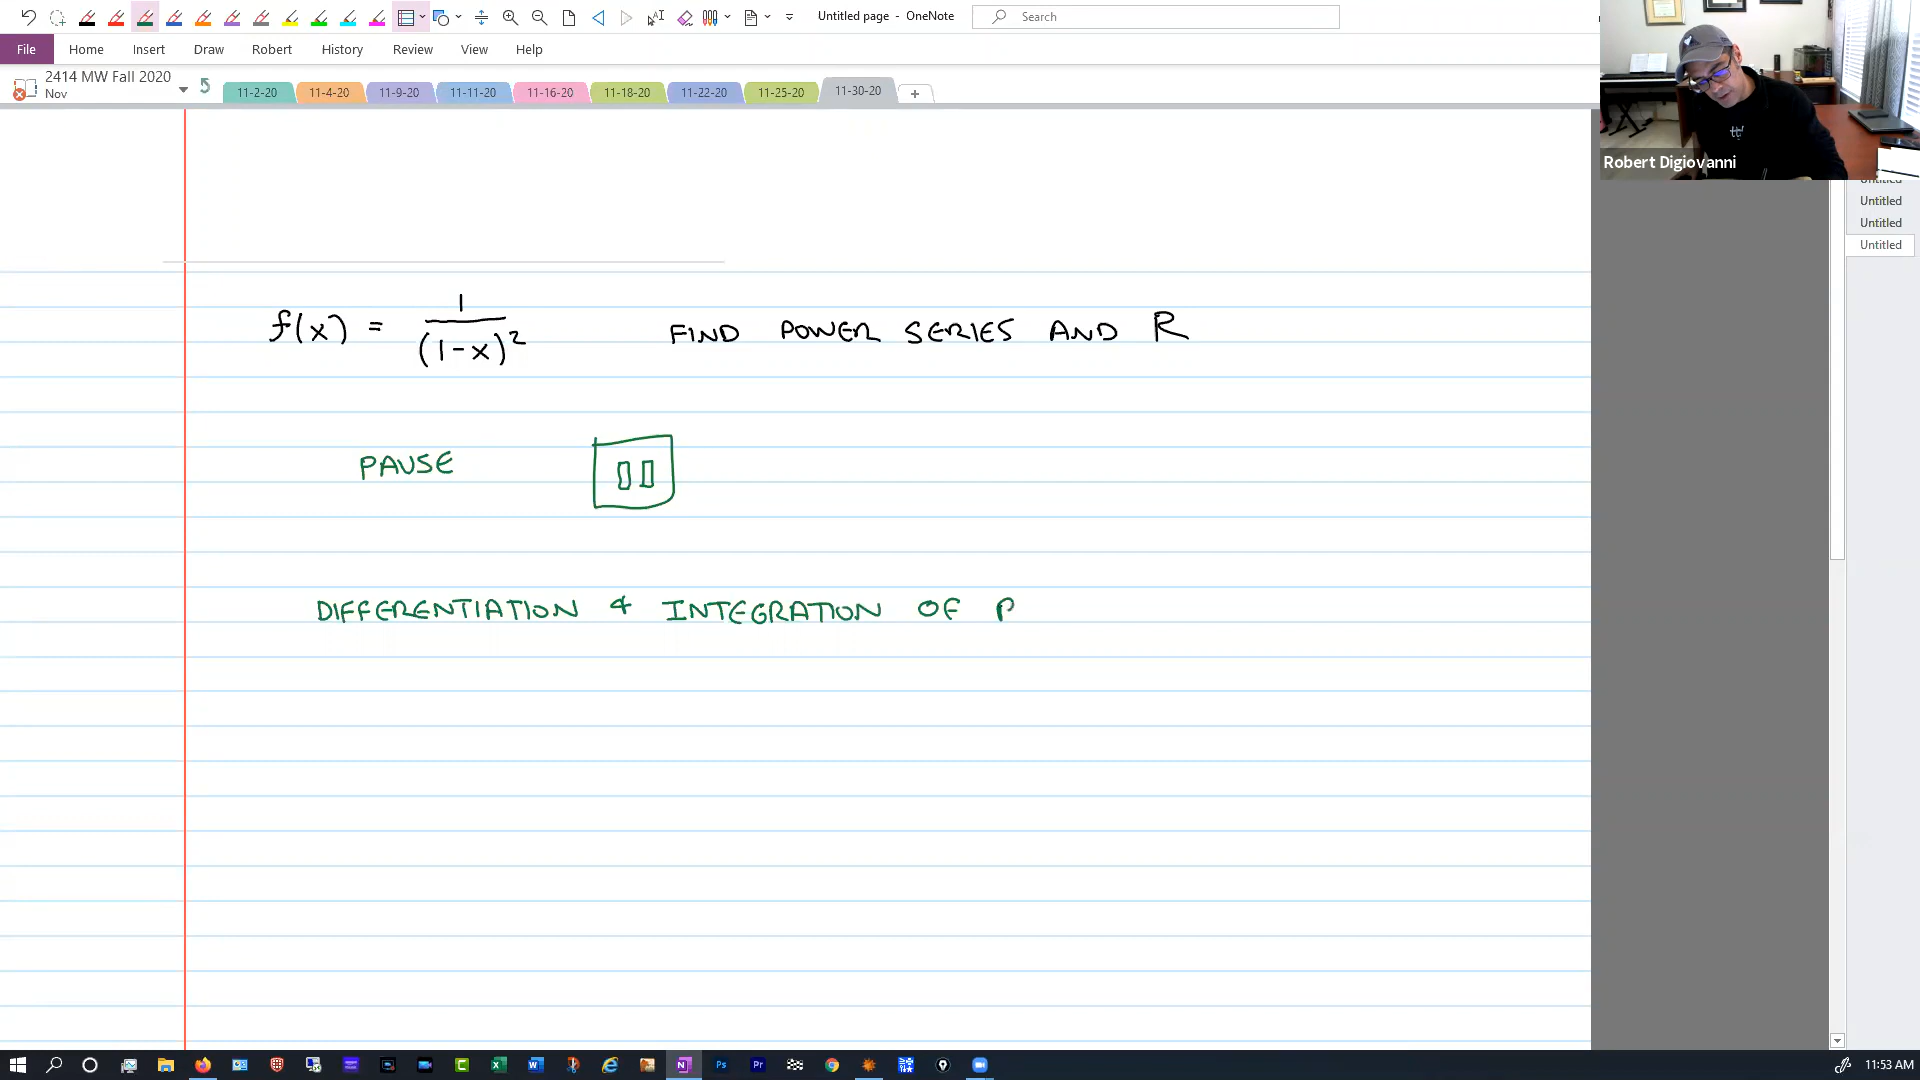 Untitled page - OneNote
Search
File Home Insert Draw Robert History Review View Help
2414 MW Fall 2020
Nov
11-2-20 11-4-20 11-9-20 11-11-20 11-16-20 11-18-20 11-22-20 11-25-20 11-30-20
Robert Digiovanni
Untitled
Untitled
Untitled
Untitled
f(x) = 1/(1-x)² FIND POWER SERIES AND R
PAUSE
DIFFERENTIATION & INTEGRATION OF P
11:53 AM